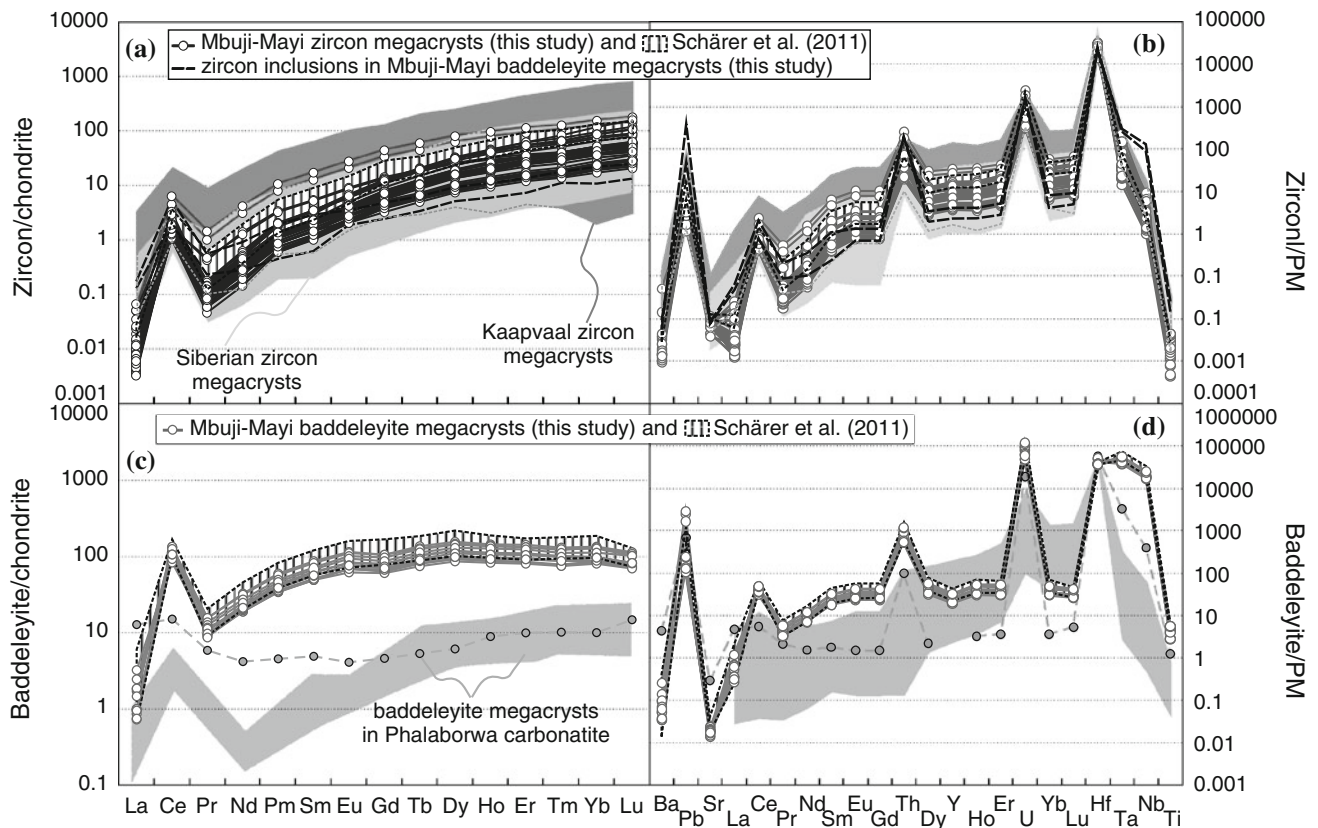 10000
1000
100
10
1
0.1
0.01
0.001
Zircon/chondrite
(a)
Mbuji-Mayi zircon megacrysts (this study) and Schärer et al. (2011)
zircon inclusions in Mbuji-Mayi baddeleyite megacrysts (this study)
Siberian zircon
megacrysts
Kaapvaal zircon
megacrysts
(b)
100000
10000
1000
100
10
1
0.1
0.01
0.001
0.0001
Zirconl/PM
10000
1000
100
10
1
0.1
Baddeleyite/chondrite
Mbuji-Mayi baddeleyite megacrysts (this study) and Schärer et al. (2011)
(c)
baddeleyite megacrysts
in Phalaborwa carbonatite
(d)
1000000
100000
10000
1000
100
10
1
0.1
0.01
0.001
Baddeleyite/PM
La Ce Pr Nd Pm Sm Eu Gd Tb Dy Ho Er Tm Yb Lu
Ba Pb Sr La Ce Pr Nd Sm Eu Gd Th Dy Y Ho Er U Yb Lu Hf Ta Nb Ti